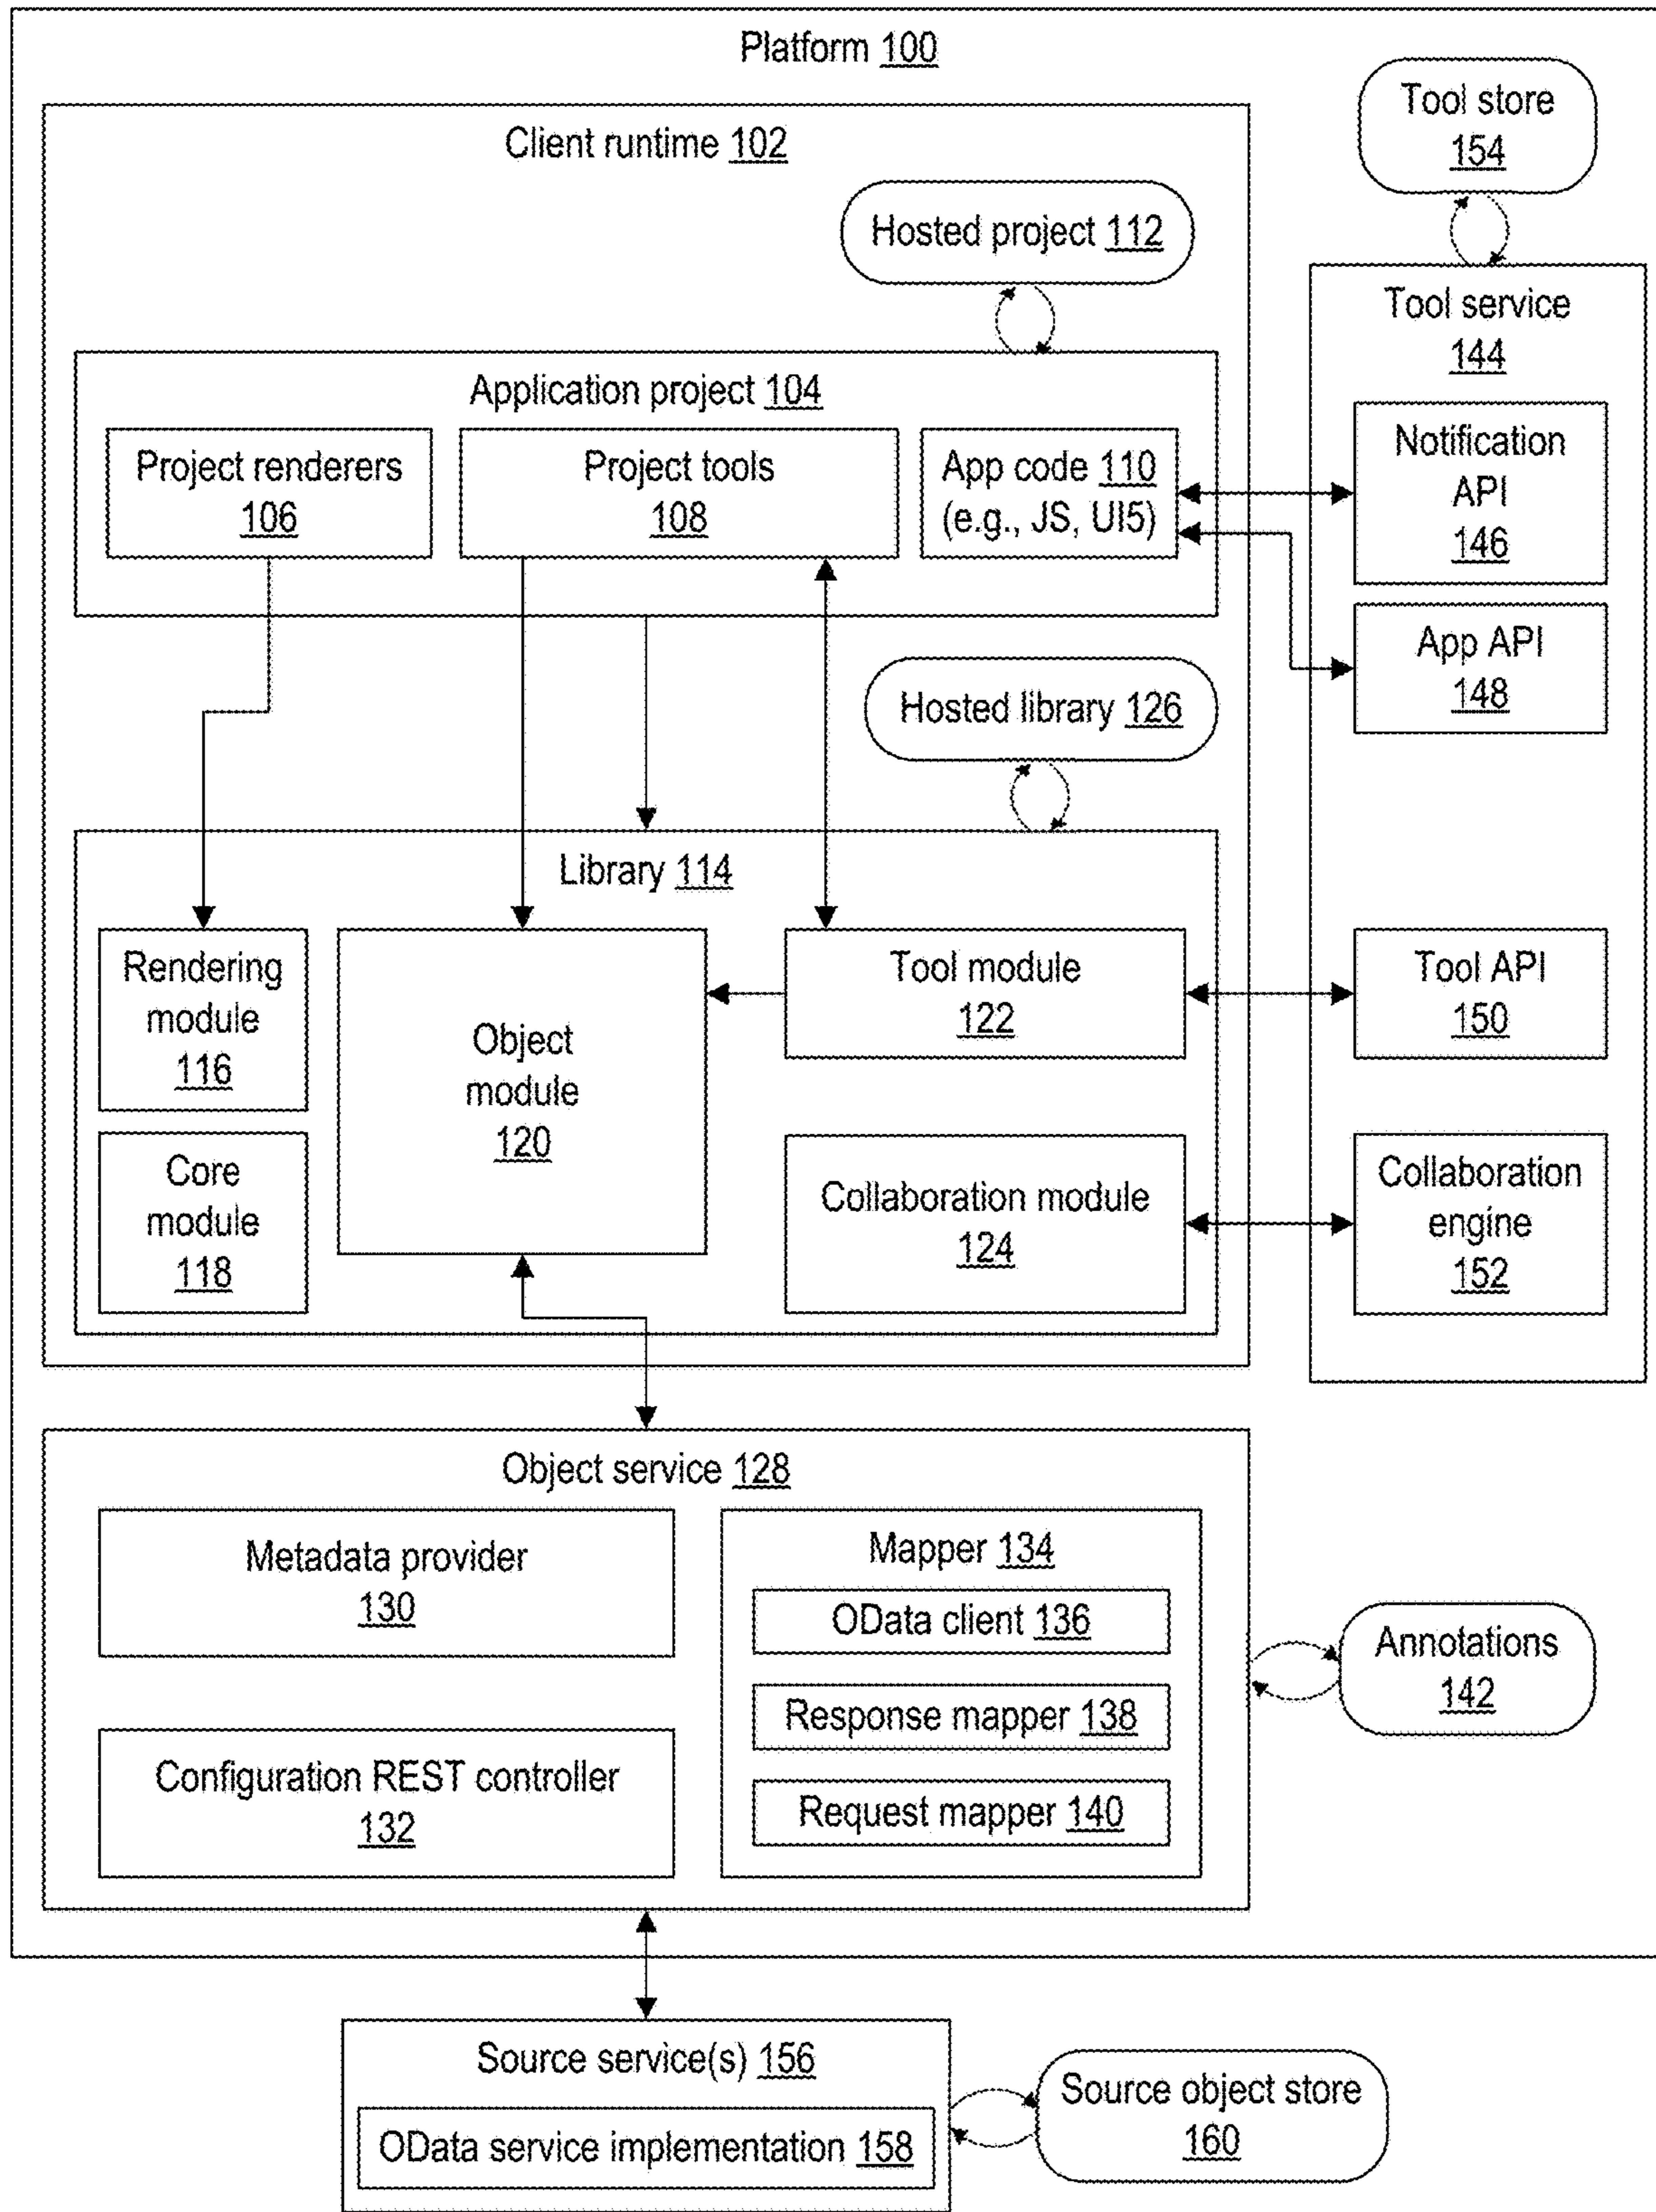 Platform 100
Tool store
154
Client runtime 102
Hosted project 112
Tool service
144
Application project 104
Project renderers
106
Project tools
108
App code 110
(e.g., JS, UI5)
Notification
API
146
App API
148
Hosted library 126
Library 114
Rendering
module
116
Object
module
120
Tool module
122
Tool API
150
Core
module
118
Collaboration module
124
Collaboration
engine
152
Object service 128
Metadata provider
130
Mapper 134
OData client 136
Response mapper 138
Request mapper 140
Annotations
142
Configuration REST controller
132
Source service(s) 156
OData service implementation 158
Source object store
160